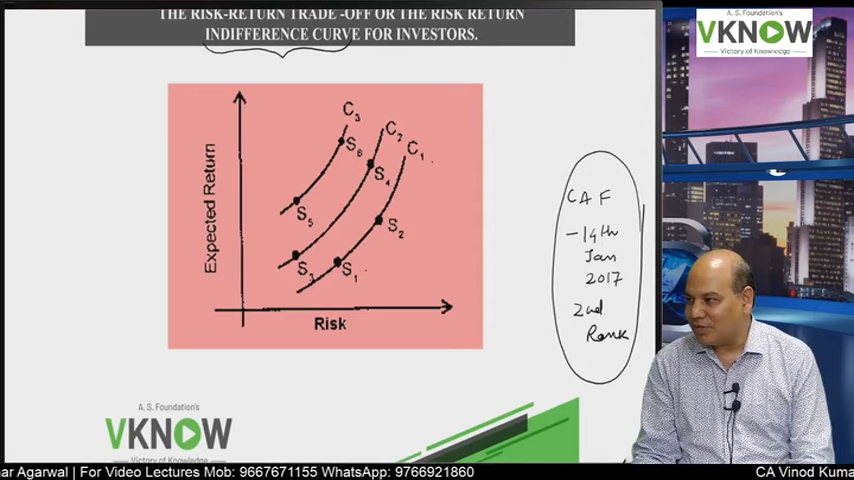 THE RISK-RETURN TRADE -OFF OR THE RISK RETURN
INDIFFERENCE CURVE FOR INVESTORS.
A. S. Foundation's
VKNOW
Victory of Knowledge
Expected Return
C3
C2
C1
S6
S4
S5
S2
S3
S1
Risk
CAF
- 14th
Jan
2017
2nd
Rank
A. S. Foundation's
VKNOW
Victory of Knowledge
mar Agarwal | For Video Lectures Mob: 9667671155 WhatsApp: 9766921860
CA Vinod Kuma